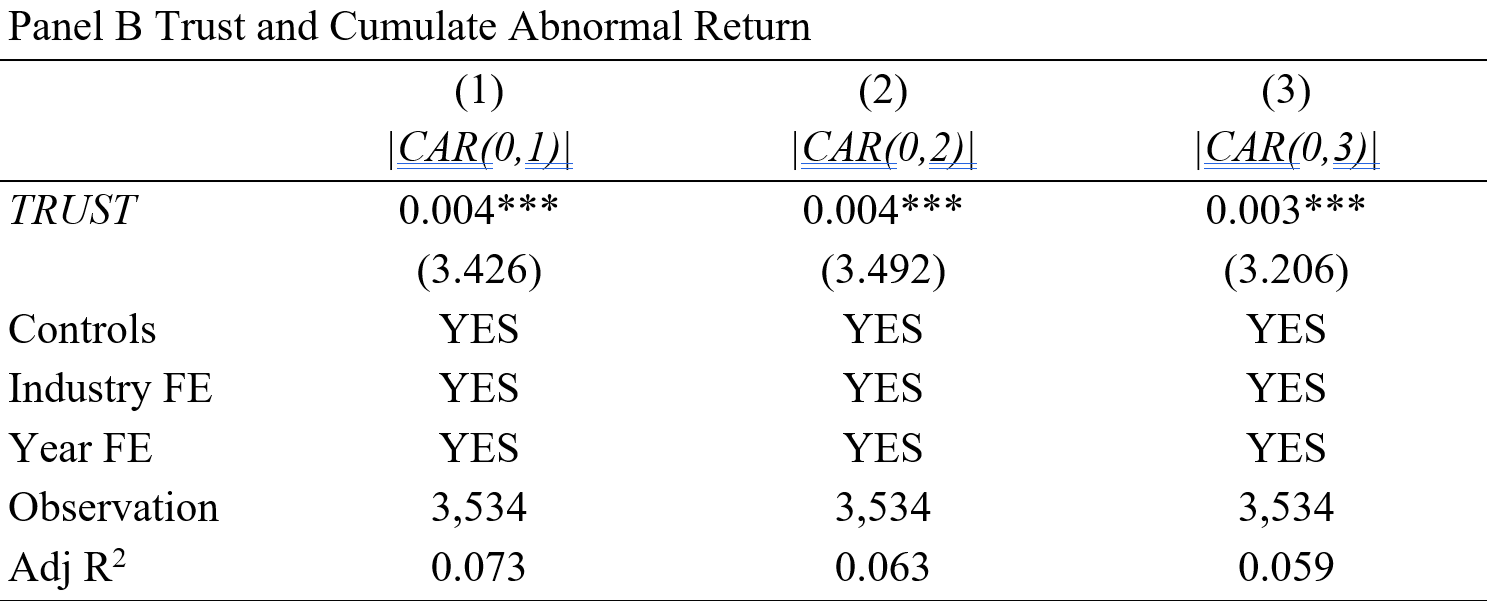 Panel B Trust and Cumulate Abnormal Return
(1) (2) (3)
|CAR(0,1)| |CAR(0,2)| |CAR(0,3)|
TRUST 0.004*** 0.004*** 0.003***
(3.426) (3.492) (3.206)
Controls YES YES YES
Industry FE YES YES YES
Year FE YES YES YES
Observation 3,534 3,534 3,534
Adj R² 0.073 0.063 0.059